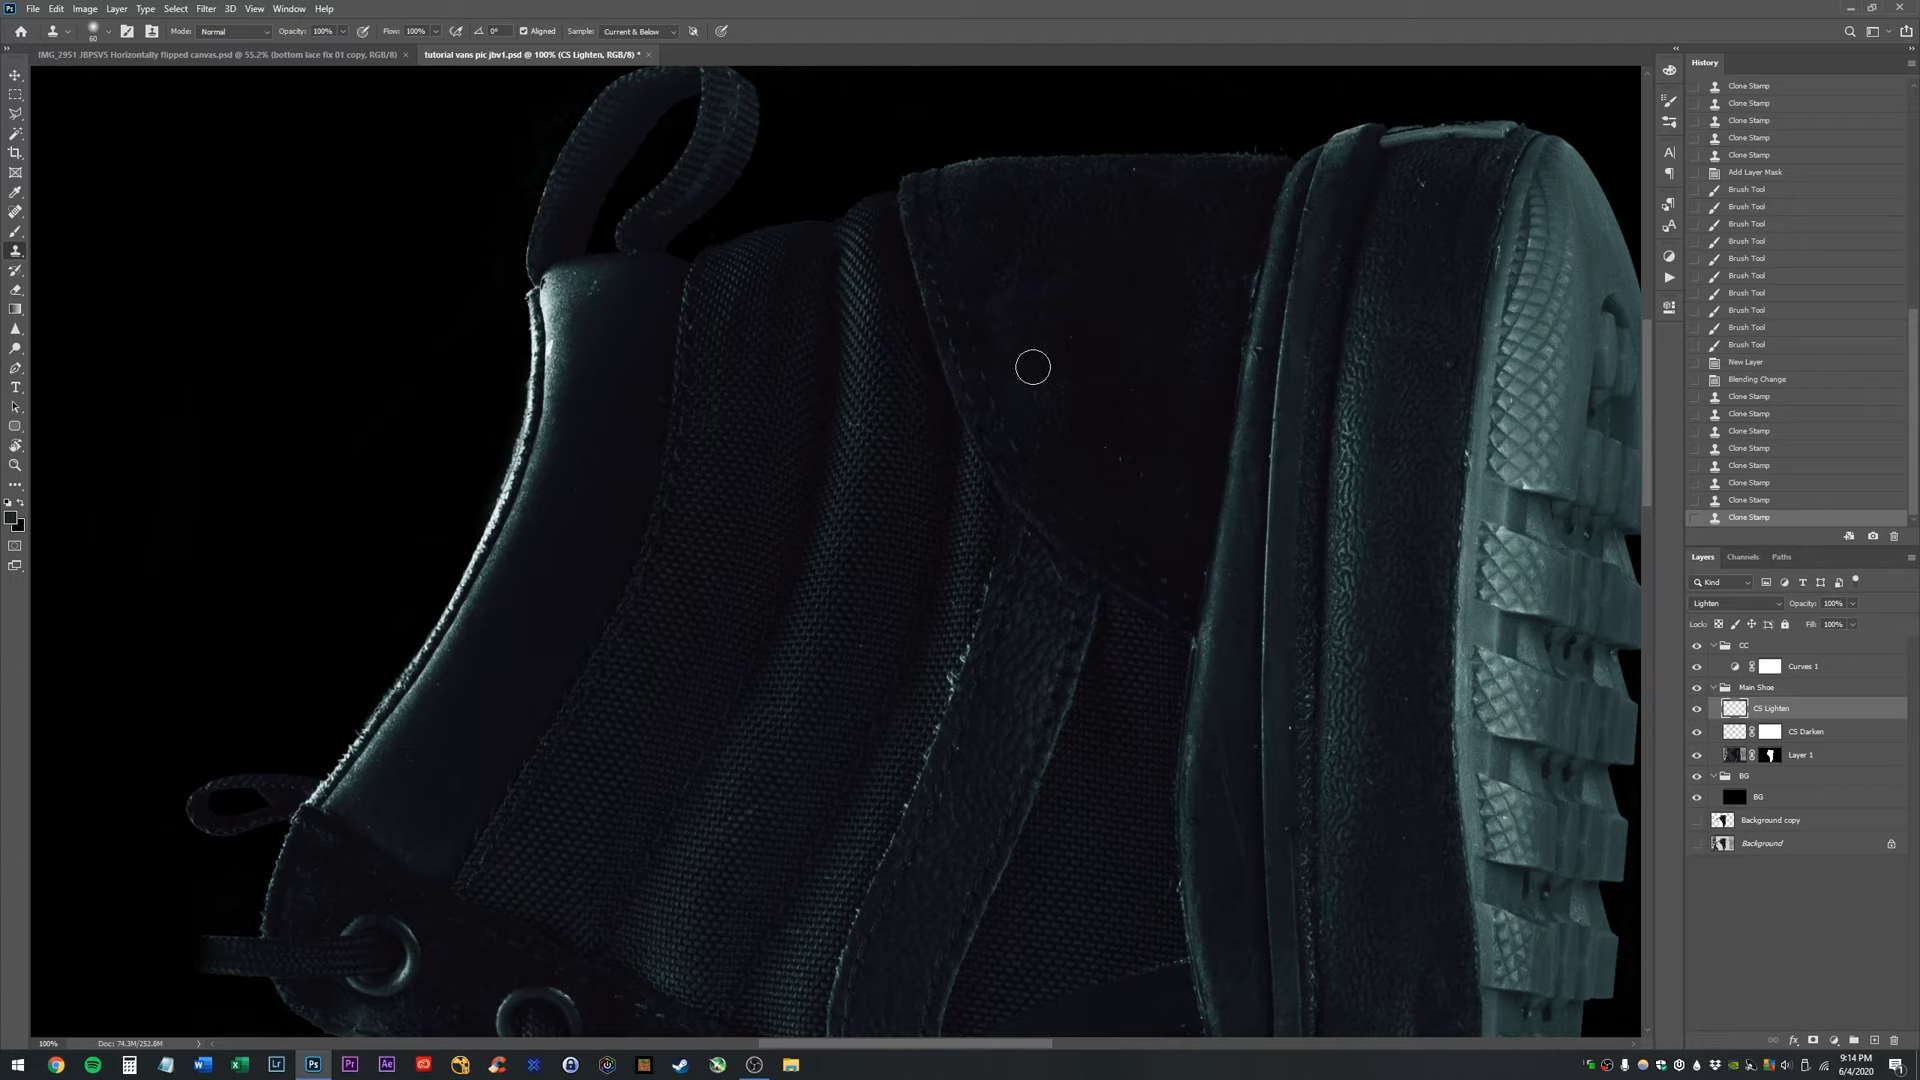 File Edit Image Layer Type Select Filter 3D View Window Help
60 Mode: Normal Opacity: 100% Flow: 100% 0° Aligned Sample: Current & Below
IMG_2951 JBPSV5 Horizontally flipped canvas.psd @ 55.2% (bottom lace fix 01 copy, RGB/8) ×
tutorial vans pic jbv1.psd @ 100% (CS Lighten, RGB/8) * ×
History
Clone Stamp
Clone Stamp
Clone Stamp
Clone Stamp
Clone Stamp
Add Layer Mask
Brush Tool
Brush Tool
Brush Tool
Brush Tool
Brush Tool
Brush Tool
Brush Tool
Brush Tool
Brush Tool
Brush Tool
New Layer
Blending Change
Clone Stamp
Clone Stamp
Clone Stamp
Clone Stamp
Clone Stamp
Clone Stamp
Clone Stamp
Clone Stamp
Layers Channels Paths
Kind
Lighten Opacity: 100%
Lock: Fill: 100%
CC
Curves 1
Main Shoe
CS Lighten
CS Darken
Layer 1
BG
BG
Background copy
Background
100% Doc: 74.3M/252.8M
9:14 PM
6/4/2020